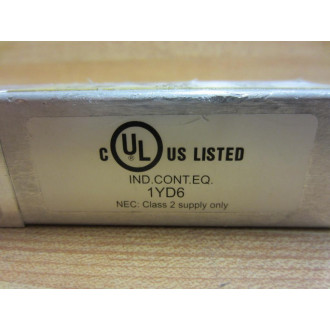 C UL US LISTED
IND.CONT.EQ.
1YD6
NEC: Class 2 supply only